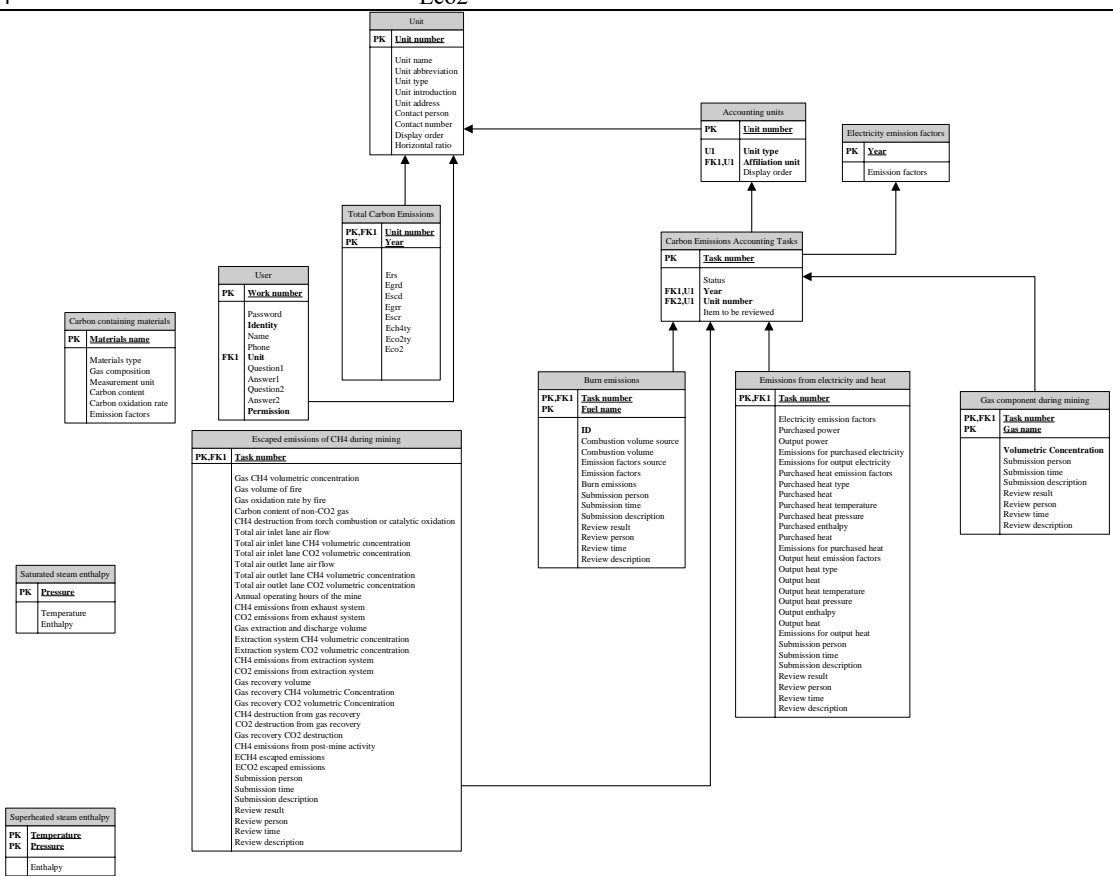 Eco2
Unit
PK Unit number
Unit name
Unit abbreviation
Unit type
Unit introduction
Unit address
Contact person
Contact number
Display order
Horizontal ratio
Accounting units
PK Unit number
U1 Unit type
FK1,U1 Affiliation unit
Display order
Electricity emission factors
PK Year
Emission factors
Total Carbon Emissions
PK,FK1 Unit number
PK Year
Ers
Egrd
Escd
Egrr
Escr
Ech4ty
Eco2ty
Eco2
Carbon Emissions Accounting Tasks
PK Task number
Status
FK1,U1 Year
FK2,U1 Unit number
Item to be reviewed
User
PK Work number
Password
Identity
Name
Phone
FK1 Unit
Question1
Answer1
Question2
Answer2
Permission
Carbon containing materials
PK Materials name
Materials type
Gas composition
Measurement unit
Carbon content
Carbon oxidation rate
Emission factors
Burn emissions
PK,FK1 Task number
PK Fuel name
ID
Combustion volume source
Combustion volume
Emission factors source
Emission factors
Burn emissions
Submission person
Submission time
Submission description
Review result
Review person
Review time
Review description
Emissions from electricity and heat
PK,FK1 Task number
Electricity emission factors
Purchased power
Output power
Emissions for purchased electricity
Emissions for output electricity
Purchased heat emission factors
Purchased heat type
Purchased heat
Purchased heat temperature
Purchased heat pressure
Purchased enthalpy
Purchased heat
Emissions for purchased heat
Output heat emission factors
Output heat type
Output heat
Output heat temperature
Output heat pressure
Output enthalpy
Output heat
Emissions for output heat
Submission person
Submission time
Submission description
Review result
Review person
Review time
Review description
Gas component during mining
PK,FK1 Task number
PK Gas name
Volumetric Concentration
Submission person
Submission time
Submission description
Review result
Review person
Review time
Review description
Escaped emissions of CH4 during mining
PK,FK1 Task number
Gas CH4 volumetric concentration
Gas volume of fire
Gas oxidation rate by fire
Carbon content of non-CO2 gas
CH4 destruction from torch combustion or catalytic oxidation
Total air inlet lane air flow
Total air inlet lane CH4 volumetric concentration
Total air inlet lane CO2 volumetric concentration
Total air outlet lane air flow
Total air outlet lane CH4 volumetric concentration
Total air outlet lane CO2 volumetric concentration
Annual operating hours of the mine
CH4 emissions from exhaust system
CO2 emissions from exhaust system
Gas extraction and discharge volume
Extraction system CH4 volumetric concentration
Extraction system CO2 volumetric concentration
CH4 emissions from extraction system
CO2 emissions from extraction system
Gas recovery volume
Gas recovery CH4 volumetric Concentration
Gas recovery CO2 volumetric Concentration
CH4 destruction from gas recovery
CO2 destruction from gas recovery
Gas recovery CO2 destruction
CH4 emissions from post-mine activity
ECH4 escaped emissions
ECO2 escaped emissions
Submission person
Submission time
Submission description
Review result
Review person
Review time
Review description
Saturated steam enthalpy
PK Pressure
Temperature
Enthalpy
Superheated steam enthalpy
PK Temperature
PK Pressure
Enthalpy